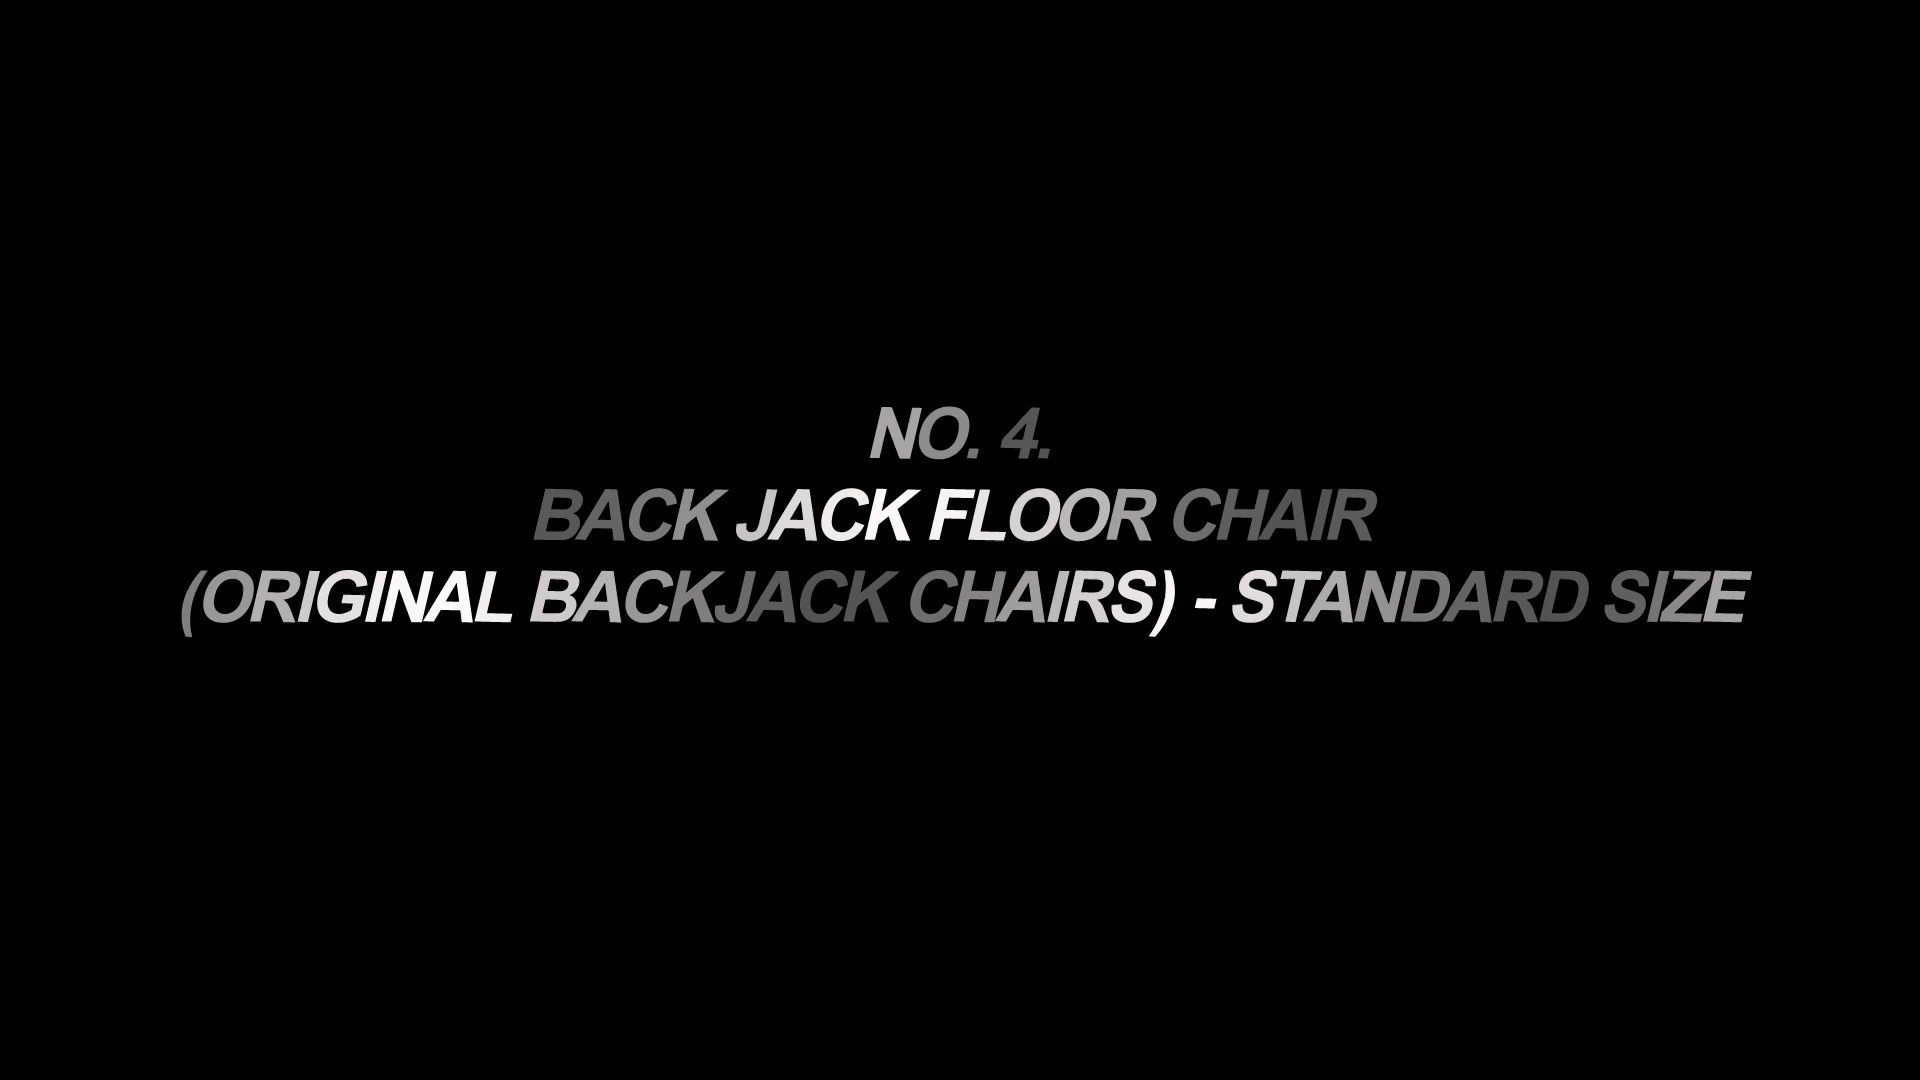 NO. 4.
BACK JACK FLOOR CHAIR
(ORIGINAL BACKJACK CHAIRS) - STANDARD SIZE